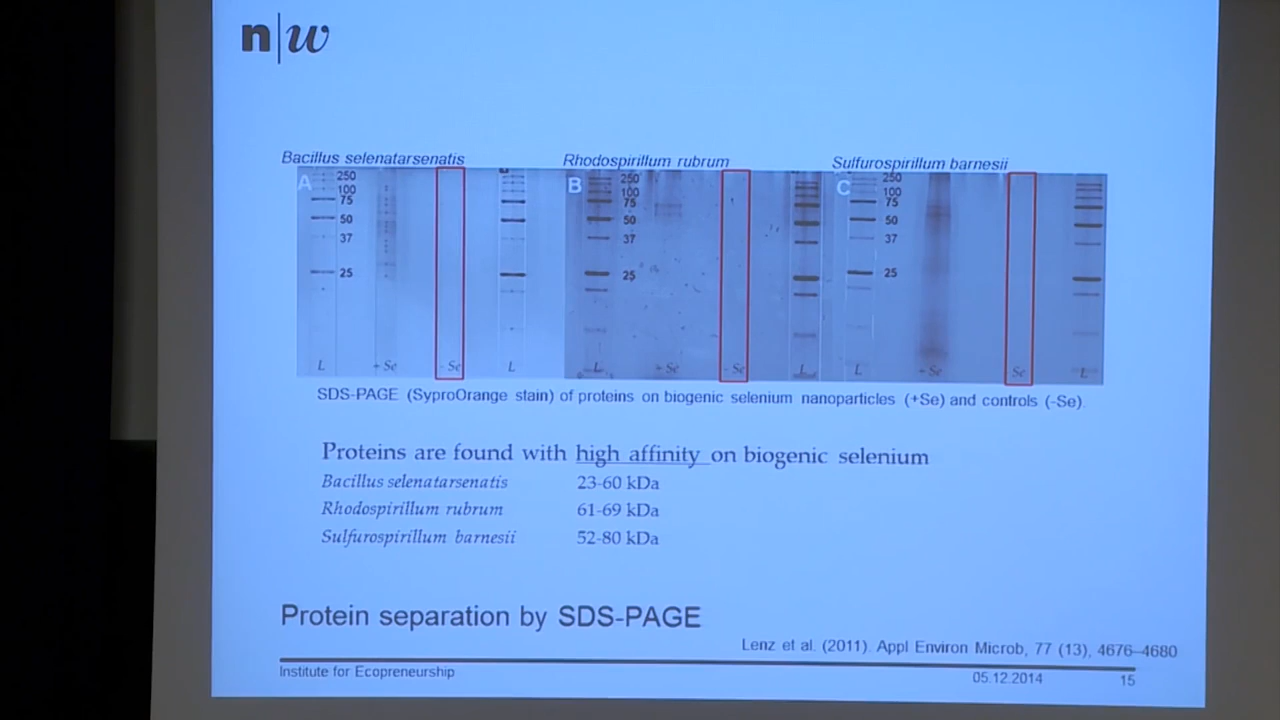 n|w
Bacillus selenatarsenatis
Rhodospirillum rubrum
Sulfurospirillum barnesii
A
250
100
75
50
37
25
L
+ Se
- Se
L
B
250
100
75
50
37
25
L
+ Se
- Se
L
C
250
100
75
50
37
25
L
+ Se
Se
L
SDS-PAGE (SyproOrange stain) of proteins on biogenic selenium nanoparticles (+Se) and controls (-Se).
Proteins are found with high affinity on biogenic selenium
Bacillus selenatarsenatis 23-60 kDa
Rhodospirillum rubrum 61-69 kDa
Sulfurospirillum barnesii 52-80 kDa
Protein separation by SDS-PAGE
Lenz et al. (2011). Appl Environ Microb, 77 (13), 4676–4680
Institute for Ecopreneurship
05.12.2014 15